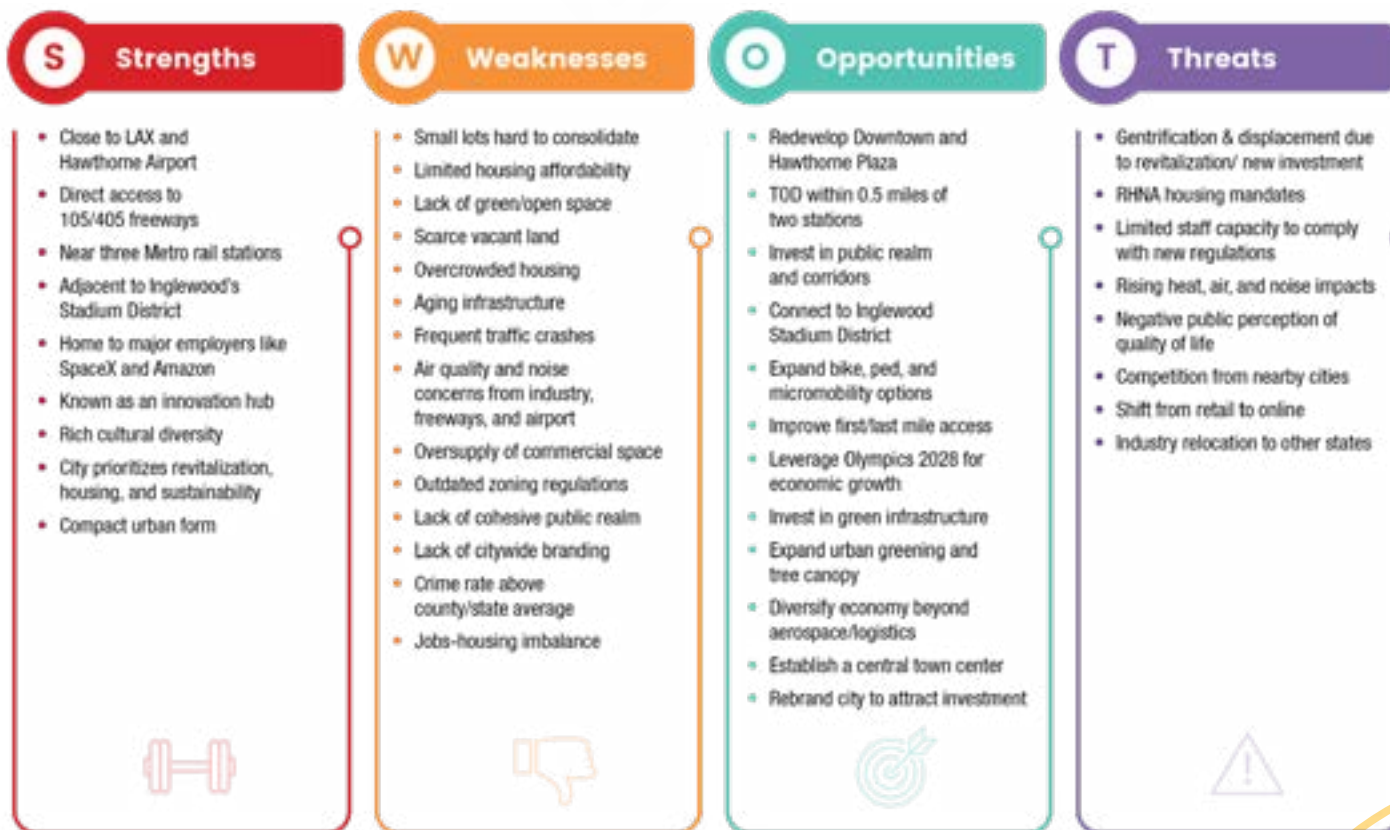 S Strengths
Close to LAX and
Hawthorne Airport
Direct access to
105/405 freeways
Near three Metro rail stations
Adjacent to Inglewood's
Stadium District
Home to major employers like
SpaceX and Amazon
Known as an innovation hub
Rich cultural diversity
City prioritizes revitalization,
housing, and sustainability
Compact urban form
W Weaknesses
Small lots hard to consolidate
Limited housing affordability
Lack of green/open space
Scarce vacant land
Overcrowded housing
Aging infrastructure
Frequent traffic crashes
Air quality and noise
concerns from industry,
freeways, and airport
Oversupply of commercial space
Outdated zoning regulations
Lack of cohesive public realm
Lack of citywide branding
Crime rate above
county/state average
Jobs-housing imbalance
O Opportunities
Redevelop Downtown and
Hawthorne Plaza
TOD within 0.5 miles of
two stations
Invest in public realm
and corridors
Connect to Inglewood
Stadium District
Expand bike, ped, and
micromobility options
Improve first/last mile access
Leverage Olympics 2028 for
economic growth
Invest in green infrastructure
Expand urban greening and
tree canopy
Diversify economy beyond
aerospace/logistics
Establish a central town center
Rebrand city to attract investment
T Threats
Gentrification & displacement due
to revitalization/ new investment
RHNA housing mandates
Limited staff capacity to comply
with new regulations
Rising heat, air, and noise impacts
Negative public perception of
quality of life
Competition from nearby cities
Shift from retail to online
Industry relocation to other states